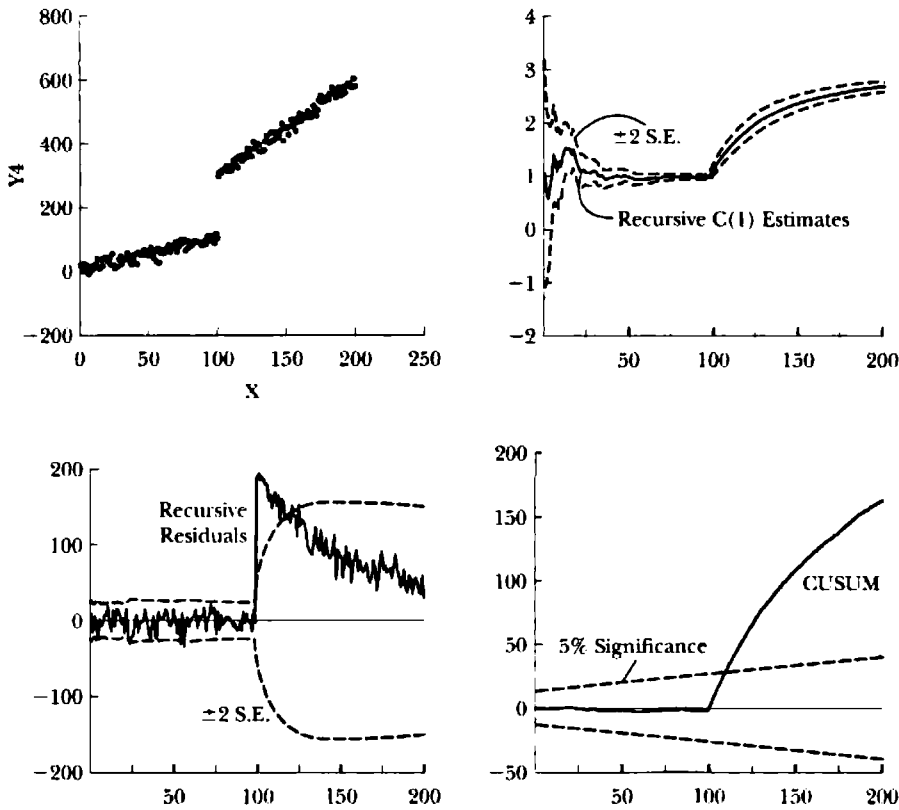 800
600
400
200
0
−200
Y4
0 50 100 150 200 250
X
4
3
2
1
0
−1
−2
±2 S.E.
Recursive C(1) Estimates
50 100 150 200
200
100
0
−100
−200
Recursive
Residuals
±2 S.E.
50 100 150 200
200
150
100
50
0
−50
CUSUM
5% Significance
50 100 150 200